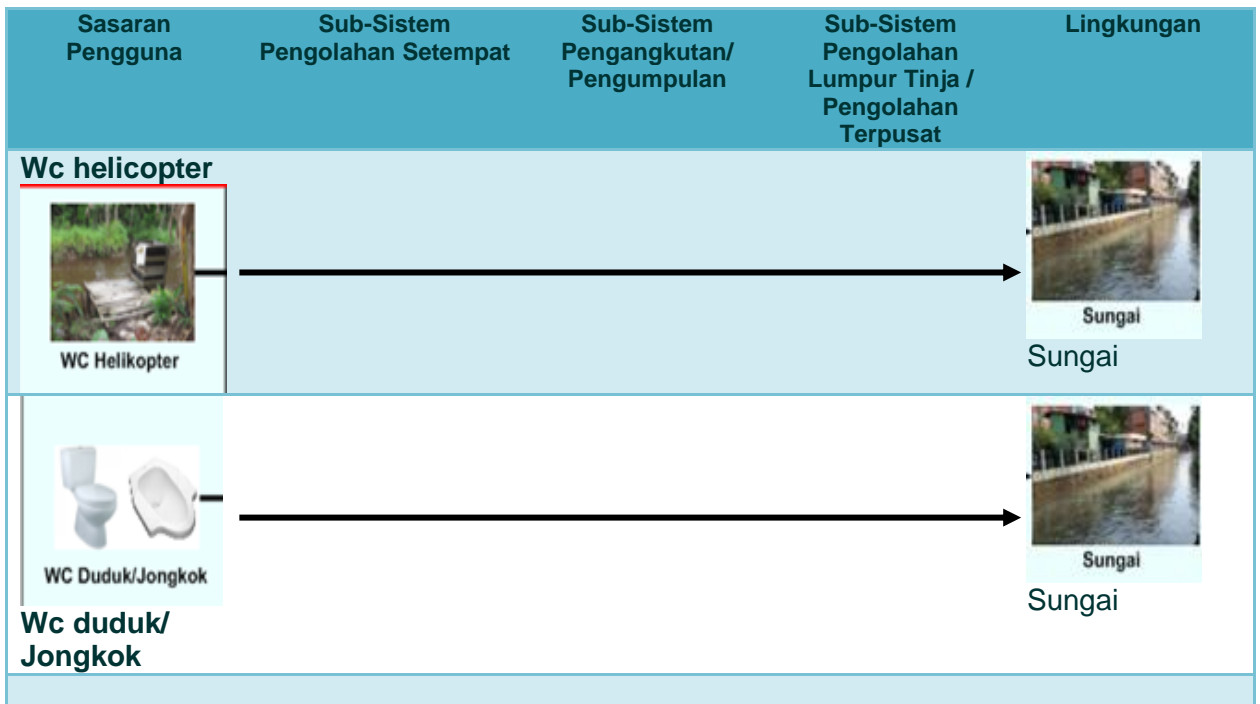 Sasaran
Pengguna
Sub-Sistem
Pengolahan Setempat
Sub-Sistem
Pengangkutan/
Pengumpulan
Sub-Sistem
Pengolahan
Lumpur Tinja /
Pengolahan
Terpusat
Lingkungan
Wc helicopter
WC Helikopter
Sungai
Sungai
WC Duduk/Jongkok
Wc duduk/
Jongkok
Sungai
Sungai